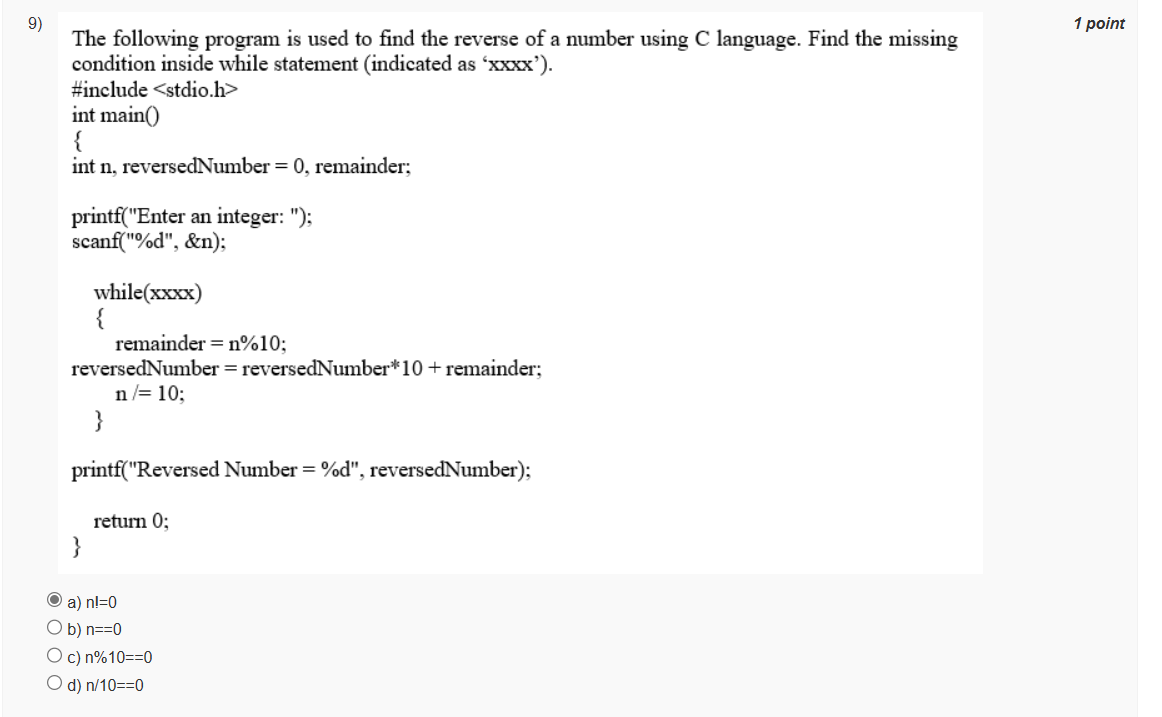 9)
1 point
The following program is used to find the reverse of a number using C language. Find the missing
condition inside while statement (indicated as ‘xxxx’).
#include <stdio.h>
int main()
{
int n, reversedNumber = 0, remainder;
printf("Enter an integer: ");
scanf("%d", &n);
while(xxxx)
{
remainder = n%10;
reversedNumber = reversedNumber*10 + remainder;
n /= 10;
}
printf("Reversed Number = %d", reversedNumber);
return 0;
}
a) n!=0
b) n==0
c) n%10==0
d) n/10==0